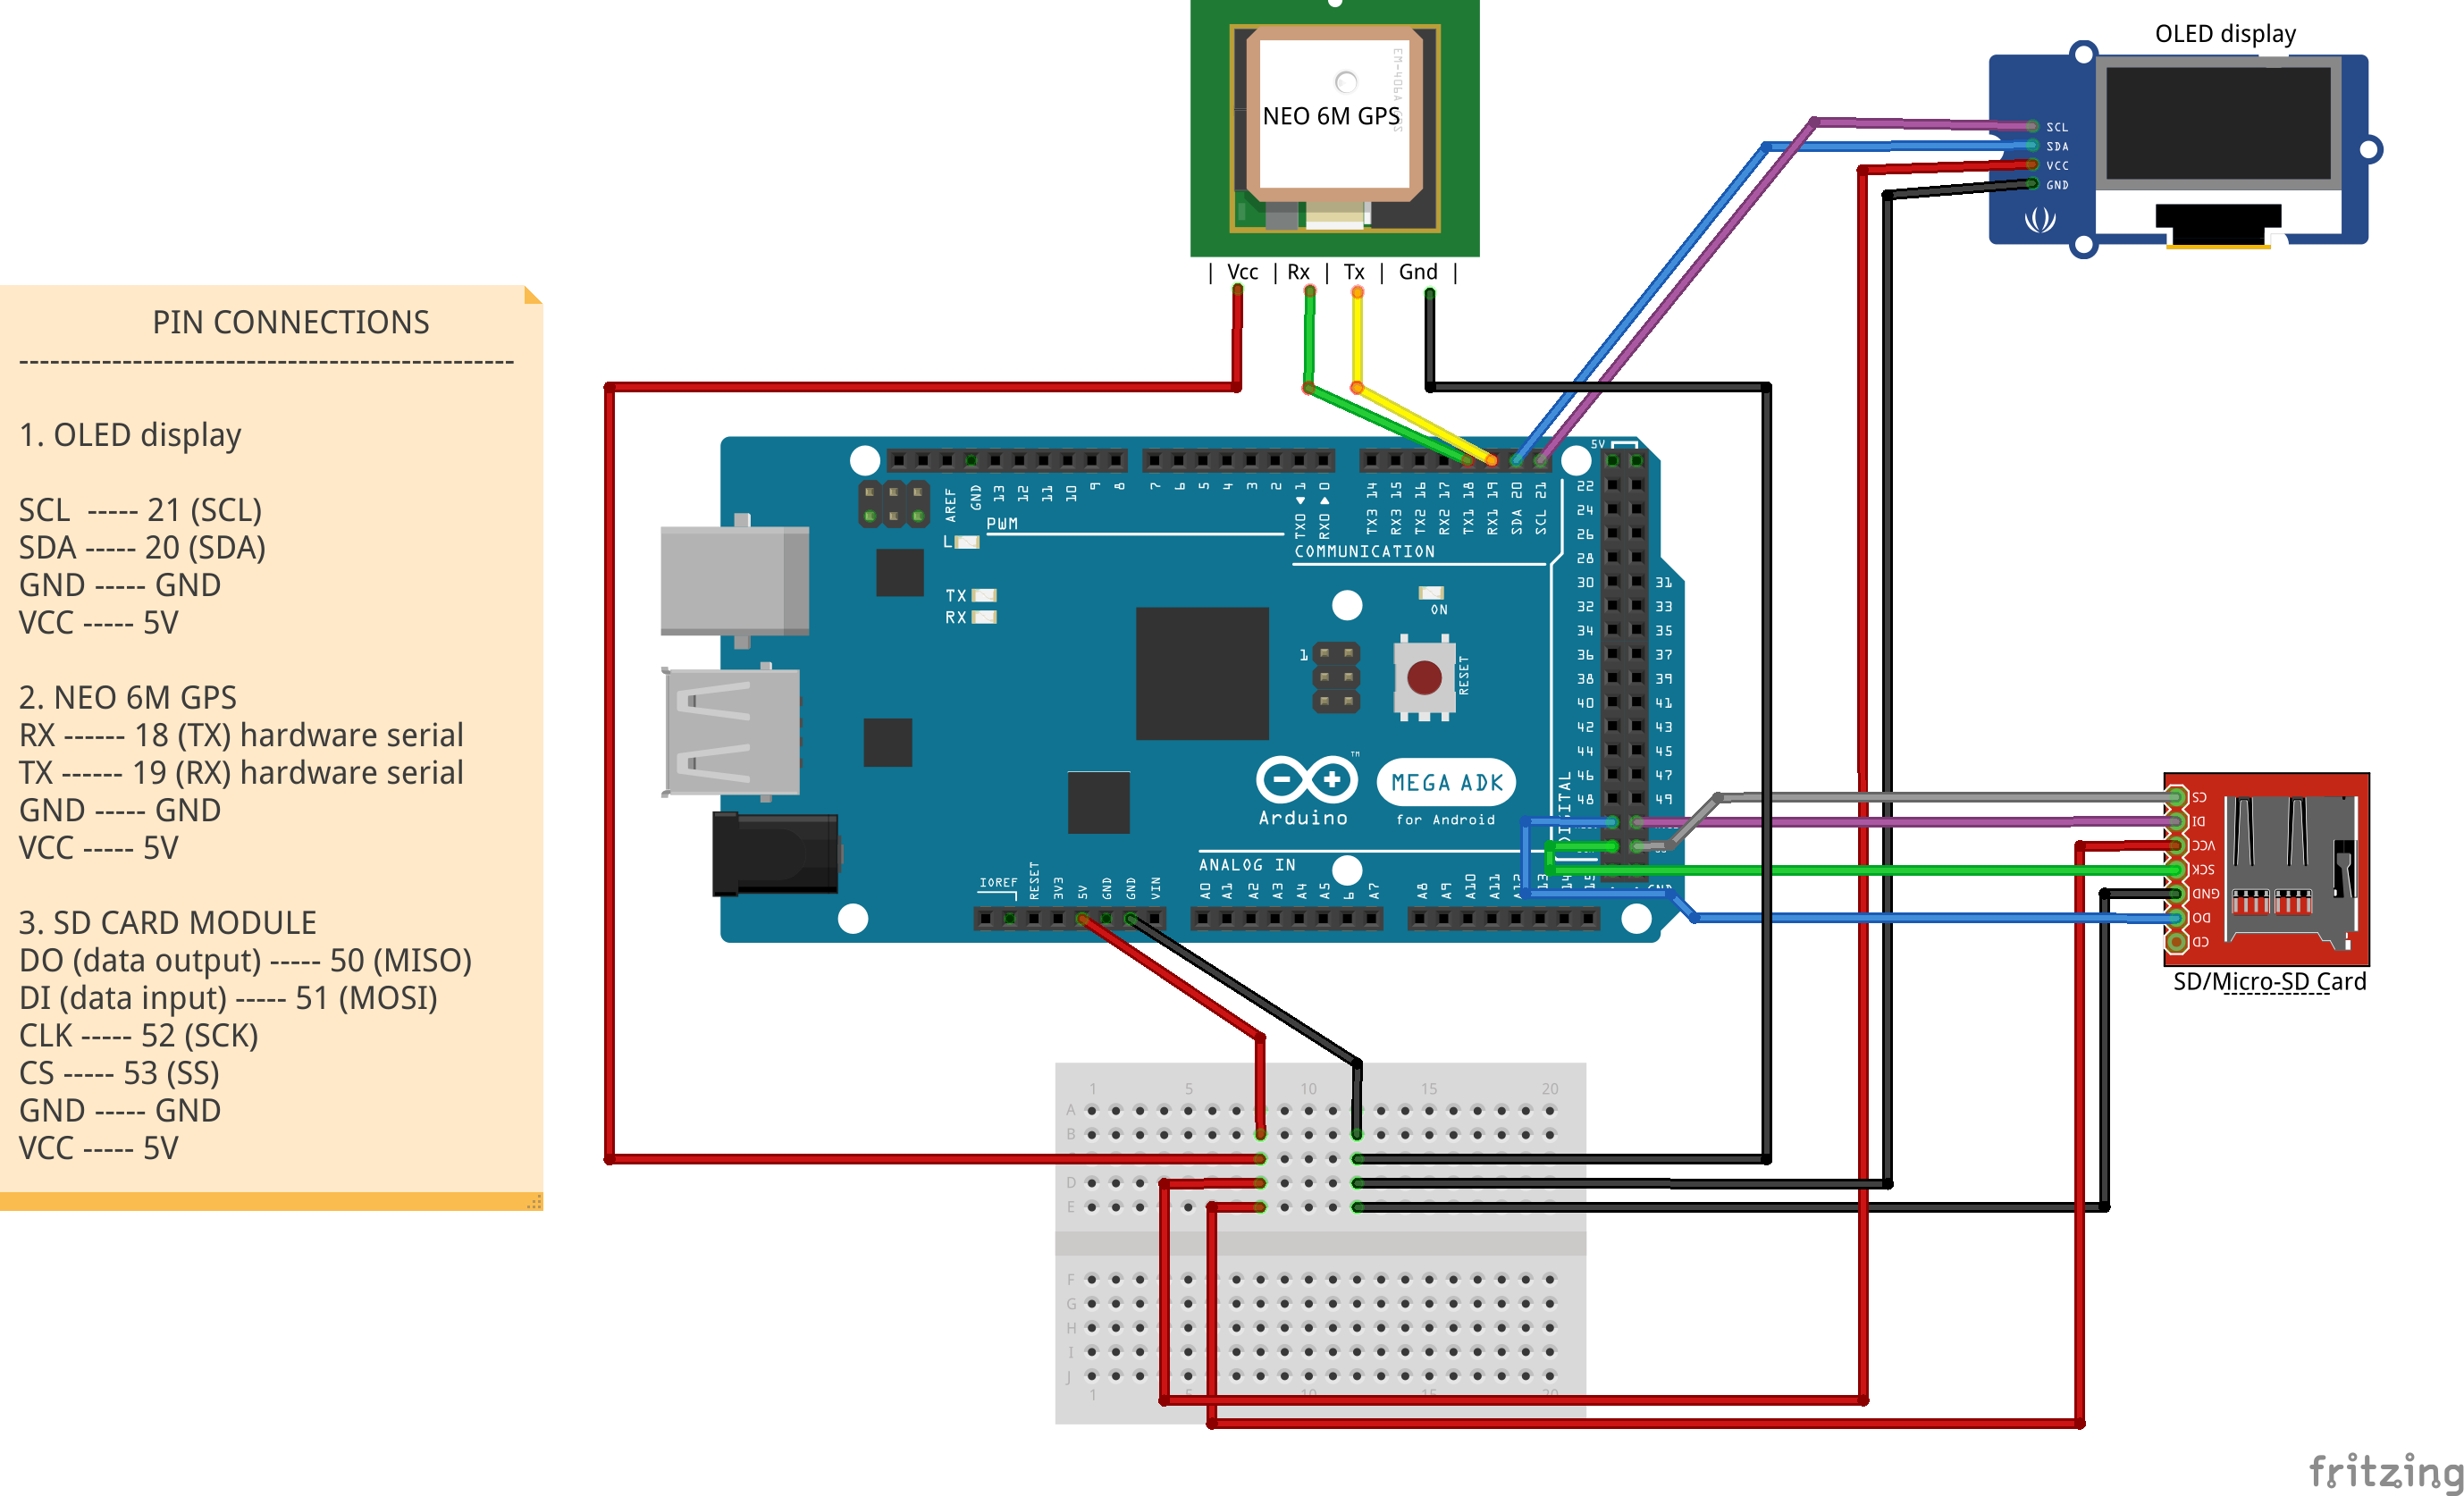 OLED display
SCL
SDA
VCC
GND
NEO 6M GPS
| Vcc | Rx | Tx | Gnd |
PIN CONNECTIONS
------------------------------------------------
1. OLED display
SCL ----- 21 (SCL)
SDA ----- 20 (SDA)
GND ----- GND
VCC ----- 5V
2. NEO 6M GPS
RX ------ 18 (TX) hardware serial
TX ------ 19 (RX) hardware serial
GND ----- GND
VCC ----- 5V
3. SD CARD MODULE
DO (data output) ----- 50 (MISO)
DI (data input) ----- 51 (MOSI)
CLK ----- 52 (SCK)
CS ----- 53 (SS)
GND ----- GND
VCC ----- 5V
AREF GND 13 12 11 10 9 8 7 6 5 4 3 2 1 0
TX0 RX0
TX3 14 RX3 15 TX2 16 RX2 17 TX1 18 RX1 19 SDA 20 SCL 21
PWM
COMMUNICATION
5V
22
24
26
28
30 31
32 33
34 35
36 37
38 39
40 41
42 43
44 45
46 47
48 49
DIGITAL
TX
RX
ON
1
RESET
TM
Arduino
MEGA ADK
for Android
ANALOG IN
IOREF RESET 3V3 5V GND GND VIN
A0 A1 A2 A3 A4 A5 A7 A8 A9 A10 A11
CS
DI
VCC
SCK
GND
DO
CD
SD/Micro-SD Card
1 5 10 15 20
A
B
D
E
F
G
H
I
J
1 5 10 15 20
fritzing